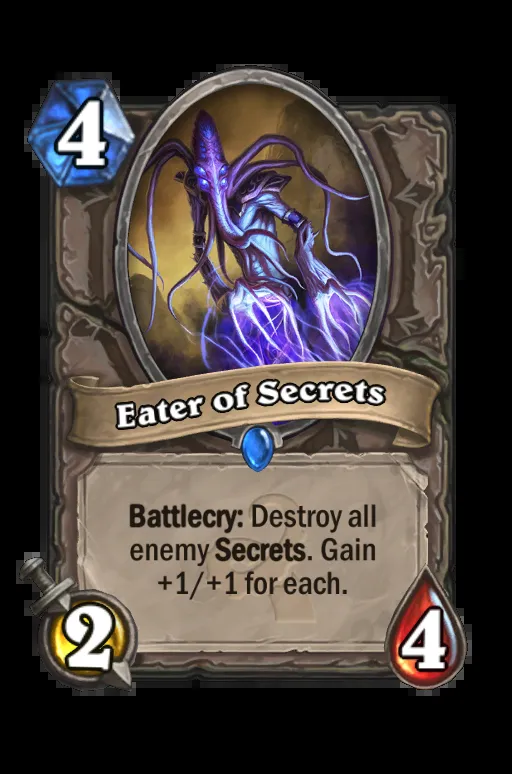 4
Eater of Secrets
Battlecry: Destroy all
enemy Secrets. Gain
+1/+1 for each.
2
4